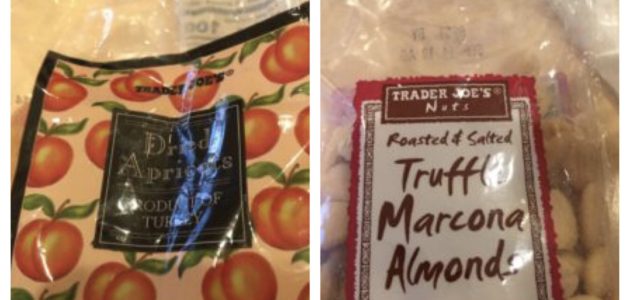 TRADER JOE'S®
Dried
Apricots
PRODUCT OF
TURKEY
TRADER JOE'S®
Nuts
Roasted & Salted
Truffle
Marcona
Almonds